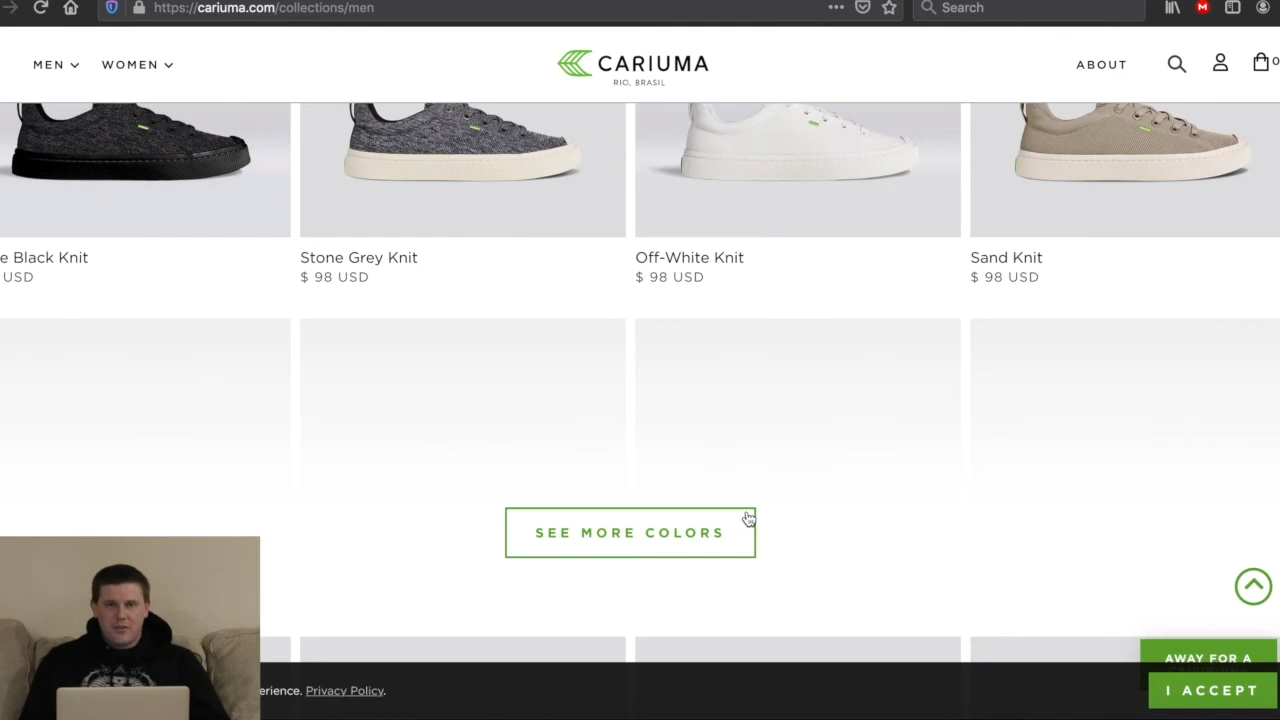 https://cariuma.com/collections/men
Search
MEN WOMEN
CARIUMA
RIO, BRASIL
ABOUT
0
e Black Knit
USD
Stone Grey Knit
$ 98 USD
Off-White Knit
$ 98 USD
Sand Knit
$ 98 USD
SEE MORE COLORS
AWAY FOR A
erience. Privacy Policy.
I ACCEPT